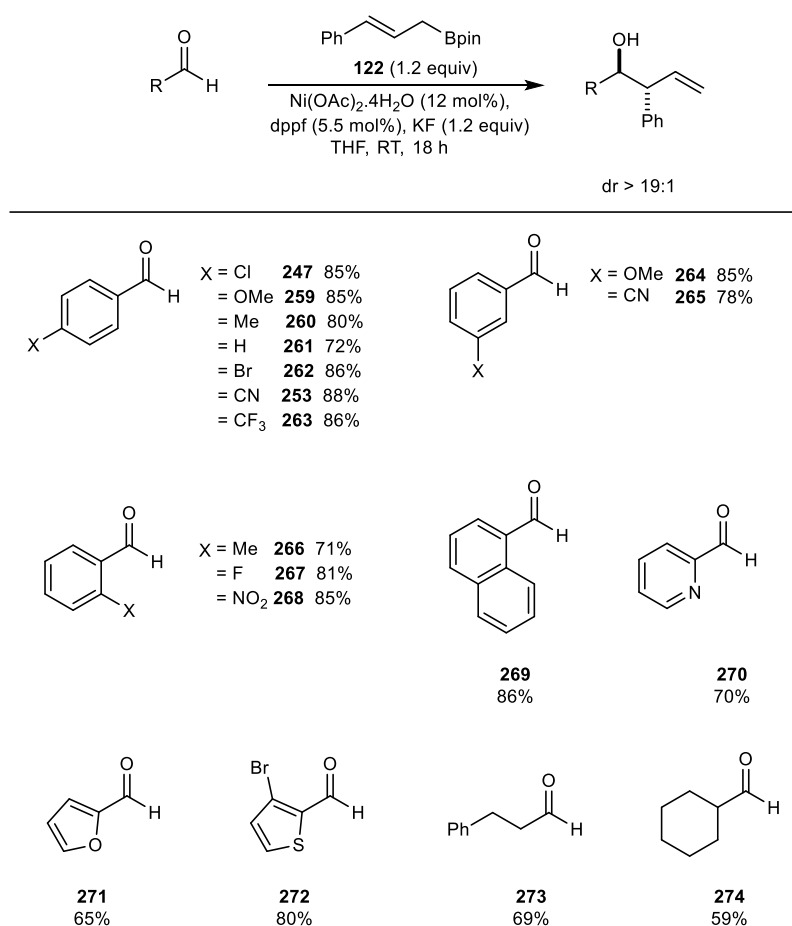 O
R H
Ph Bpin
122 (1.2 equiv)
Ni(OAc)2.4H2O (12 mol%),
dppf (5.5 mol%), KF (1.2 equiv)
THF, RT, 18 h
OH
R
Ph
dr > 19:1
O
H
X
X = Cl 247 85%
= OMe 259 85%
= Me 260 80%
= H 261 72%
= Br 262 86%
= CN 253 88%
= CF3 263 86%
O
H
X
X = OMe 264 85%
= CN 265 78%
O
H
X
X = Me 266 71%
= F 267 81%
= NO2 268 85%
O
H
269
86%
O
H
N
270
70%
O
H
O
271
65%
Br
O
H
S
272
80%
O
Ph H
273
69%
O
H
274
59%